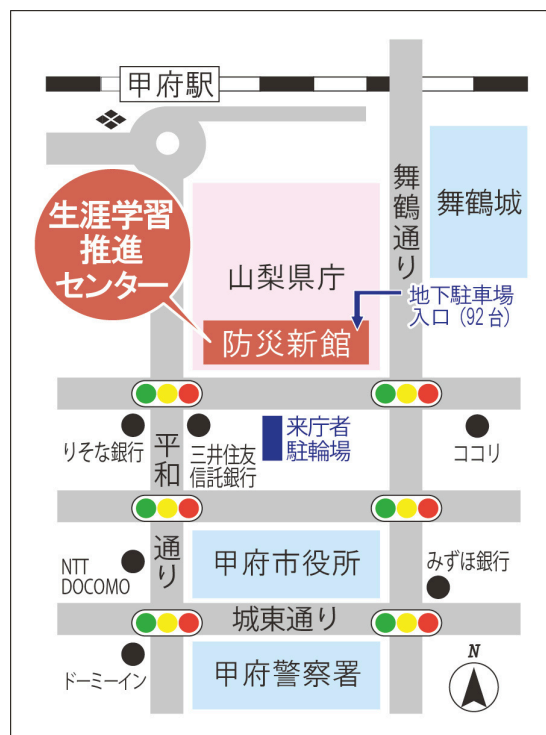 甲府駅
舞鶴通り
舞鶴城
生涯学習
推進
センター
山梨県庁
地下駐車場
入口(92台)
防災新館
りそな銀行
平和通り
三井住友
信託銀行
来庁者
駐輪場
ココリ
NTT
DOCOMO
甲府市役所
みずほ銀行
城東通り
ドーミーイン
甲府警察署
N